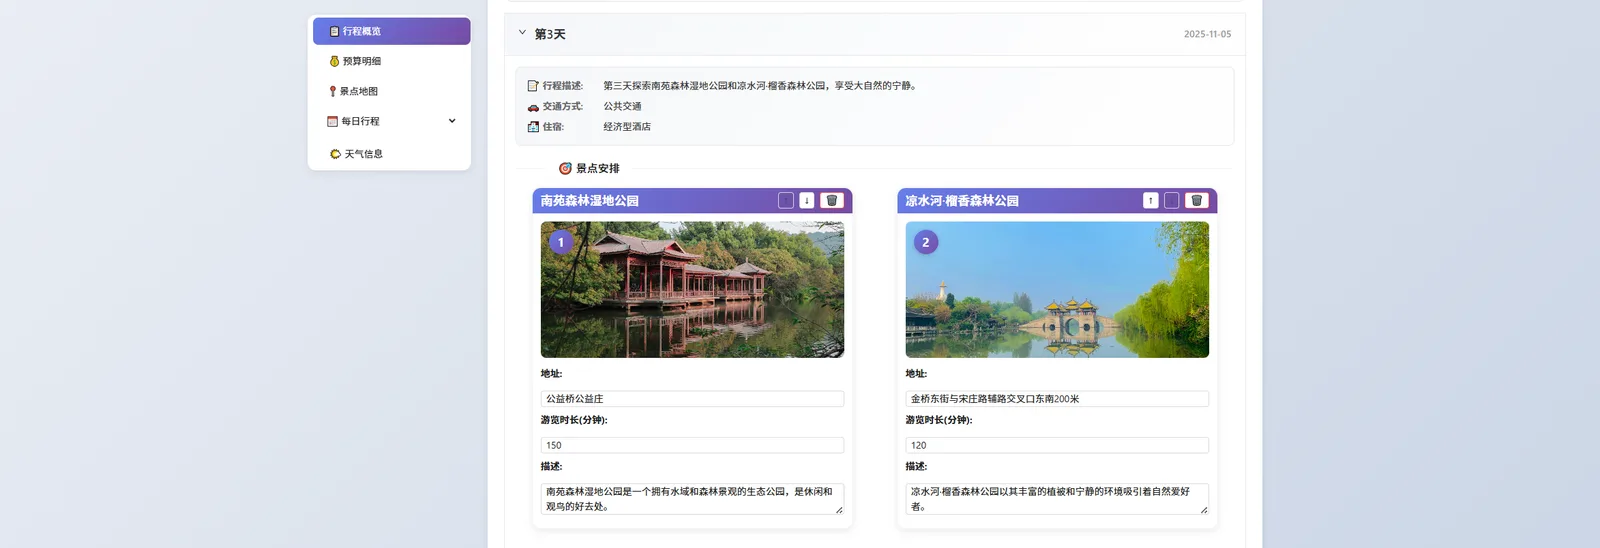 行程概览
预算明细
景点地图
每日行程
天气信息
第3天
2025-11-05
行程描述:
第三天探索南苑森林湿地公园和凉水河·榴香森林公园，享受大自然的宁静。
交通方式:
公共交通
住宿:
经济型酒店
景点安排
南苑森林湿地公园
↑ ↓
1
地址:
公益桥公益庄
游览时长(分钟):
150
描述:
南苑森林湿地公园是一个拥有水域和森林景观的生态公园，是休闲和
观鸟的好去处。
凉水河·榴香森林公园
↑ ↓
2
地址:
金桥东街与宋庄路辅路交叉口东南200米
游览时长(分钟):
120
描述:
凉水河·榴香森林公园以其丰富的植被和宁静的环境吸引着自然爱好
者。